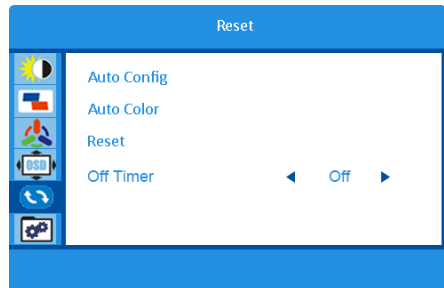 Reset
Auto Config
Auto Color
Reset
Off Timer Off
OSD